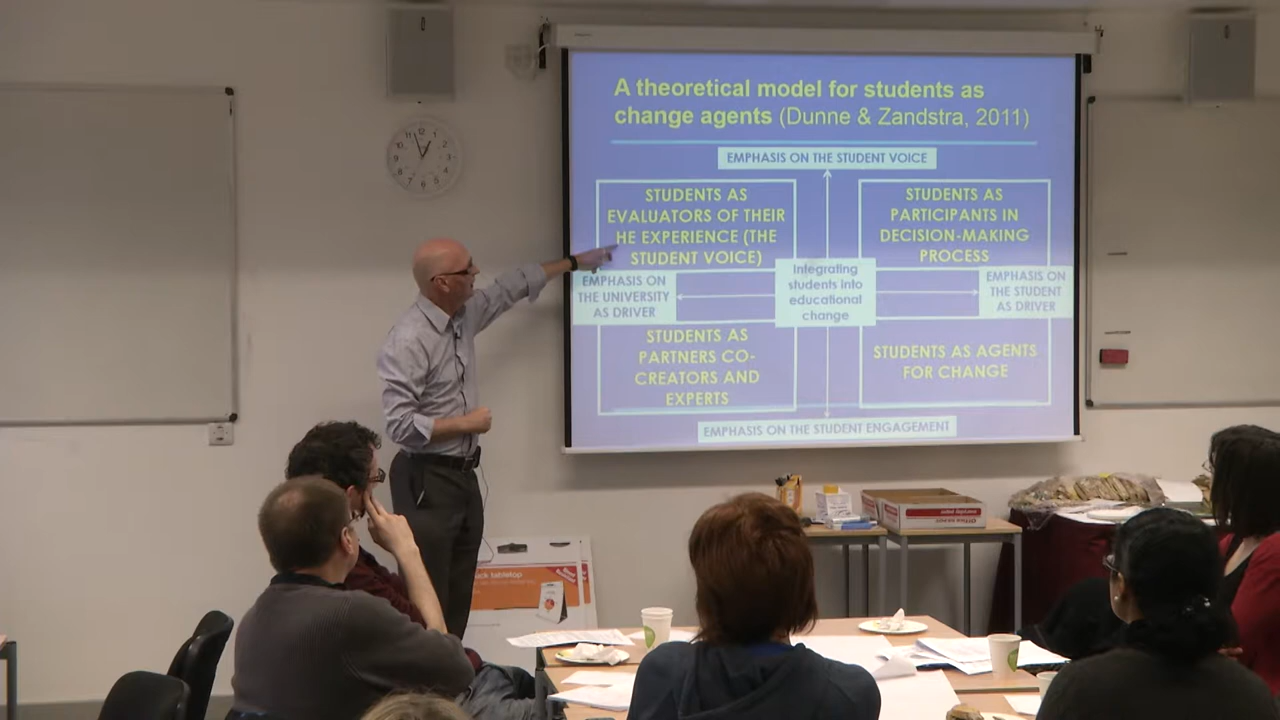 A theoretical model for students as
change agents (Dunne & Zandstra, 2011)
EMPHASIS ON THE STUDENT VOICE
STUDENTS AS
EVALUATORS OF THEIR
HE EXPERIENCE (THE
STUDENT VOICE)
STUDENTS AS
PARTICIPANTS IN
DECISION-MAKING
PROCESS
EMPHASIS ON
THE UNIVERSITY
AS DRIVER
Integrating
students into
educational
change
EMPHASIS ON
THE STUDENT
AS DRIVER
STUDENTS AS
PARTNERS CO-
CREATORS AND
EXPERTS
STUDENTS AS AGENTS
FOR CHANGE
EMPHASIS ON THE STUDENT ENGAGEMENT
tabletop